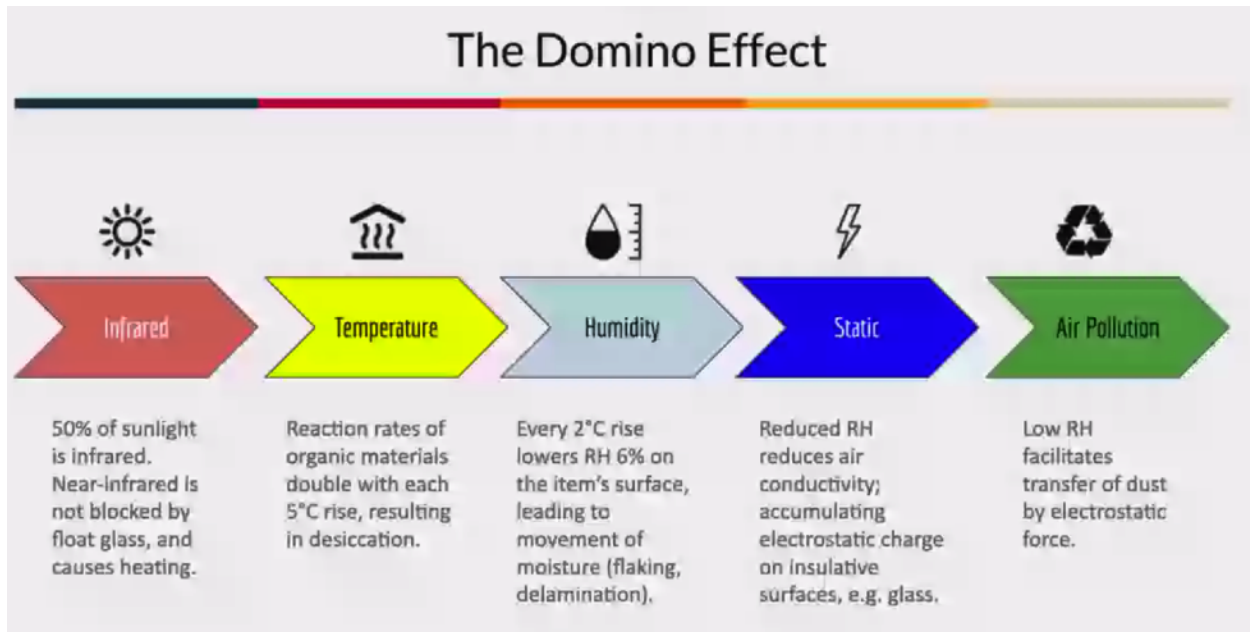 The Domino Effect
Infrared
Temperature
Humidity
Static
Air Pollution
50% of sunlight
is infrared.
Near-infrared is
not blocked by
float glass, and
causes heating.
Reaction rates of
organic materials
double with each
5°C rise, resulting
in desiccation.
Every 2°C rise
lowers RH 6% on
the item's surface,
leading to
movement of
moisture (flaking,
delamination).
Reduced RH
reduces air
conductivity;
accumulating
electrostatic charge
on insulative
surfaces, e.g. glass.
Low RH
facilitates
transfer of dust
by electrostatic
force.